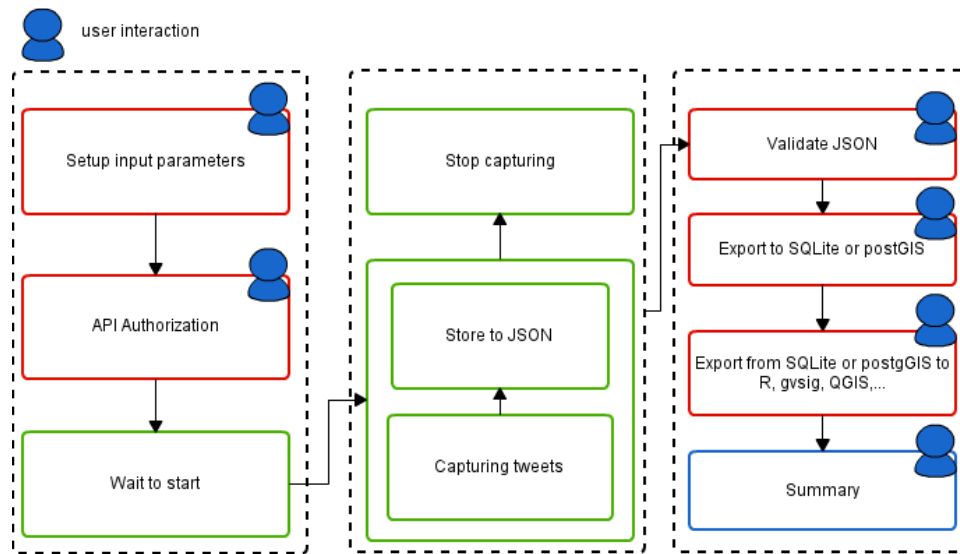 user interaction
Setup input parameters
API Authorization
Wait to start
Stop capturing
Store to JSON
Capturing tweets
Validate JSON
Export to SQLite or postGIS
Export from SQLite or postgGIS to
R, gvsig, QGIS,...
Summary